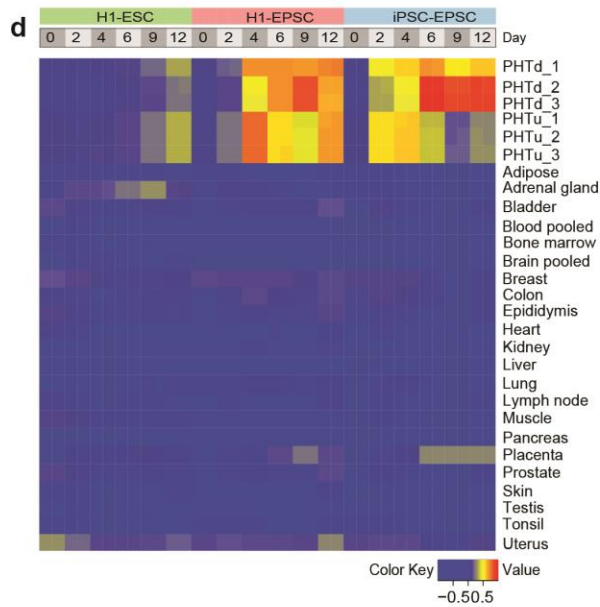 d
H1-ESC H1-EPSC iPSC-EPSC
0 2 4 6 9 12 0 2 4 6 9 12 0 2 4 6 9 12 Day
PHTd_1
PHTd_2
PHTd_3
PHTu_1
PHTu_2
PHTu_3
Adipose
Adrenal gland
Bladder
Blood pooled
Bone marrow
Brain pooled
Breast
Colon
Epididymis
Heart
Kidney
Liver
Lung
Lymph node
Muscle
Pancreas
Placenta
Prostate
Skin
Testis
Tonsil
Uterus
Color Key Value
−0.50.5